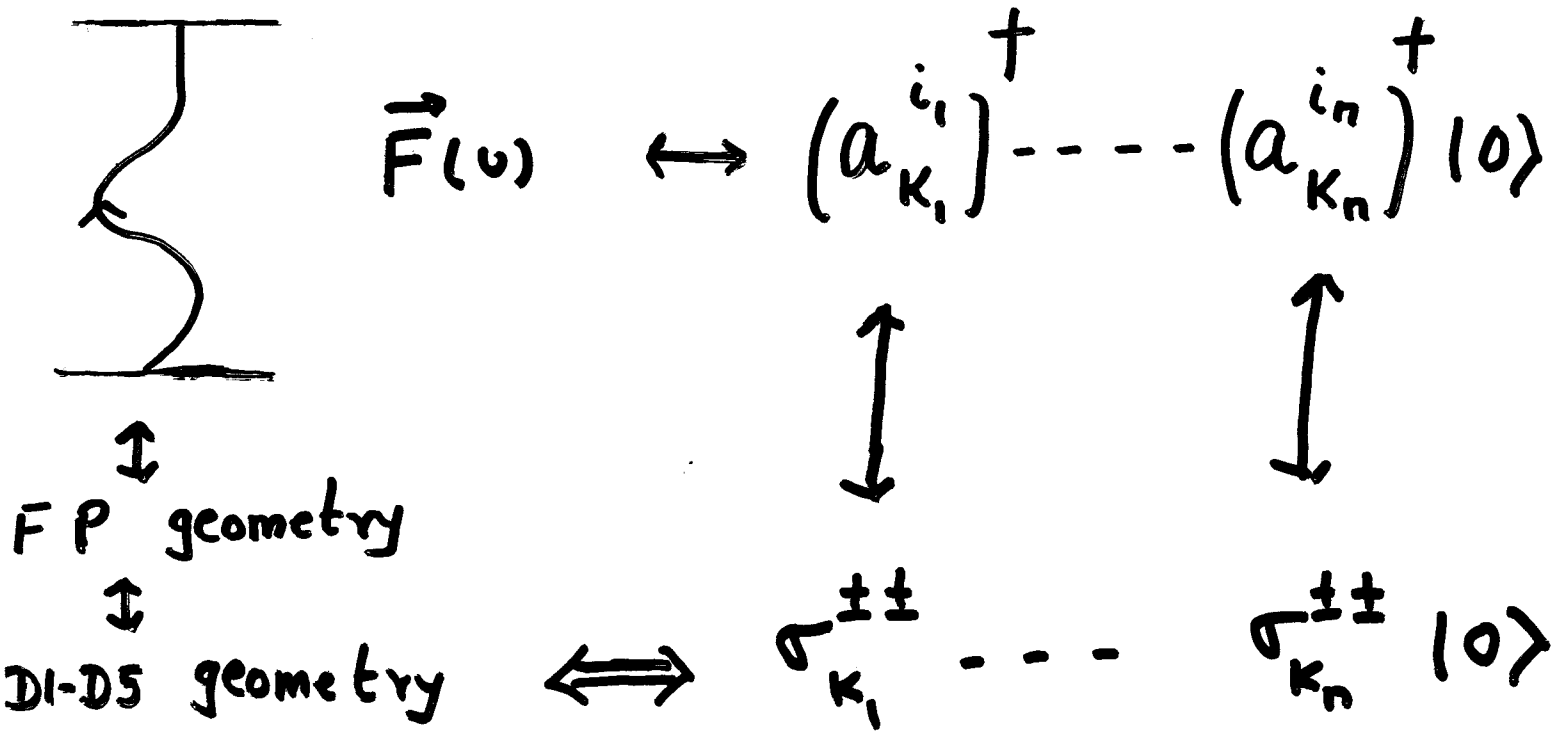 F⃗(υ) ↔ (a^{i_1}_{K_1})^† ----- (a^{i_n}_{K_n})^† |0⟩
FP geometry
D1-D5 geometry ⟺ σ^{±±}_{K_1} --- σ^{±±}_{K_n} |0⟩